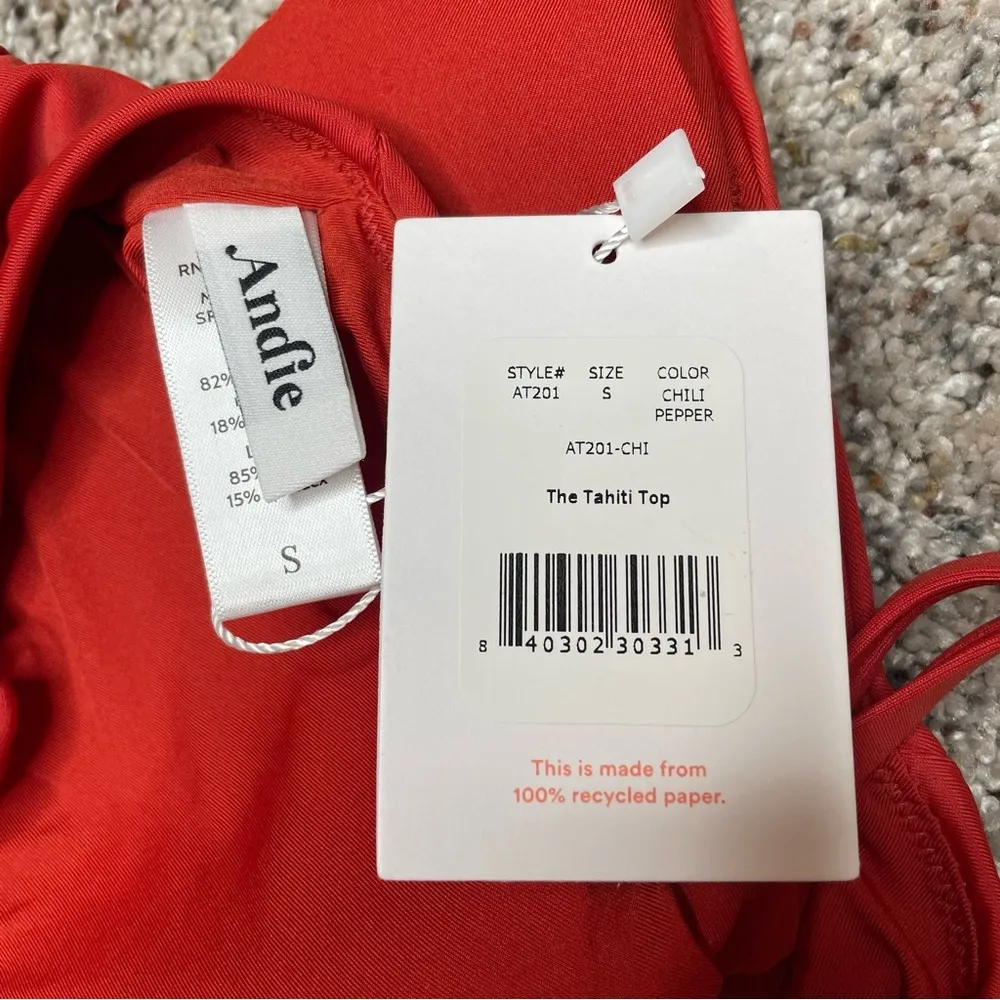 Andie
RN
82%
18%
85%
15%
S
STYLE# SIZE COLOR
AT201 S CHILI
PEPPER
AT201-CHI
The Tahiti Top
8 40302 30331 3
This is made from
100% recycled paper.